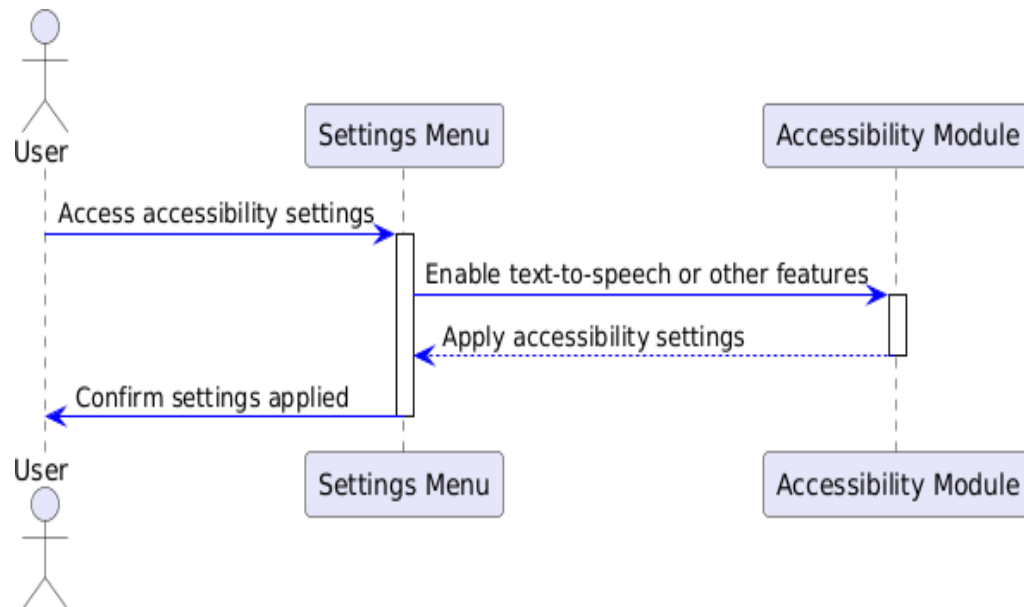 User
Settings Menu
Accessibility Module
Access accessibility settings
Enable text-to-speech or other features
Apply accessibility settings
Confirm settings applied
User
Settings Menu
Accessibility Module